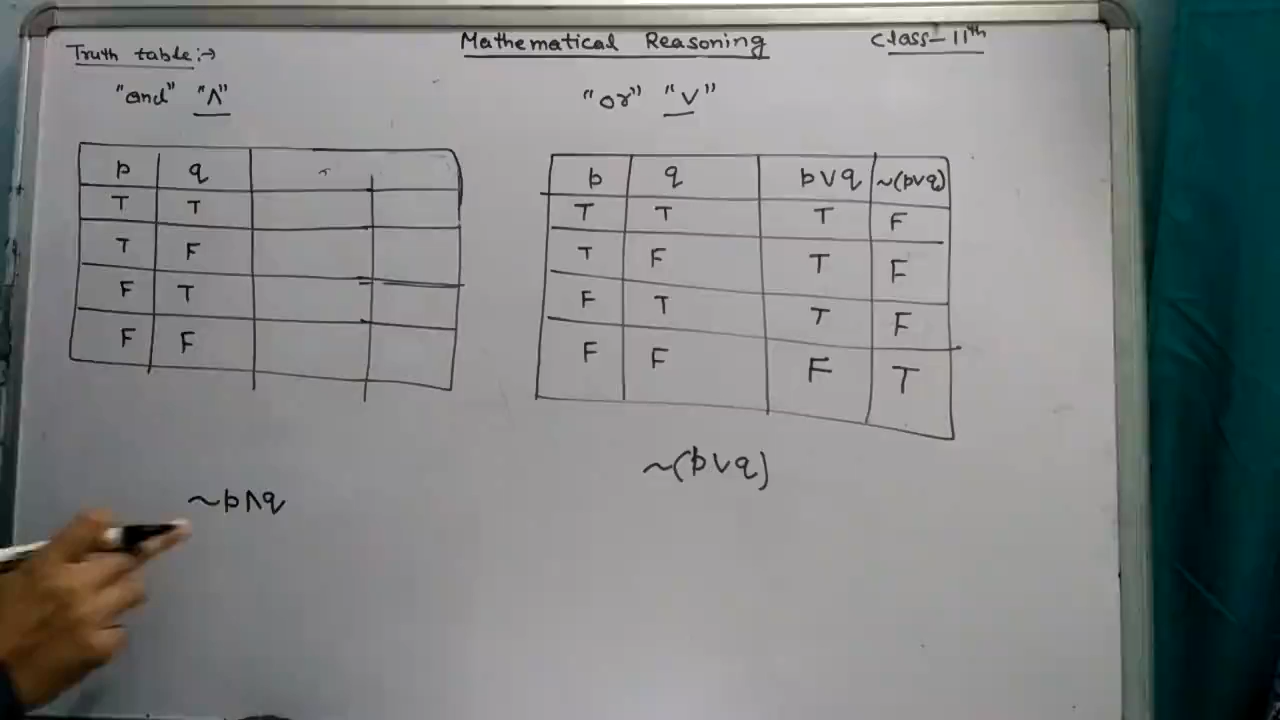 Mathematical Reasoning
Class-11th
Truth table:→
"and" "∧"
p q
T T
T F
F T
F F
~p∧q
"or" "∨"
p q p∨q ~(p∨q)
T T T F
T F T F
F T T F
F F F T
~(p∨q)